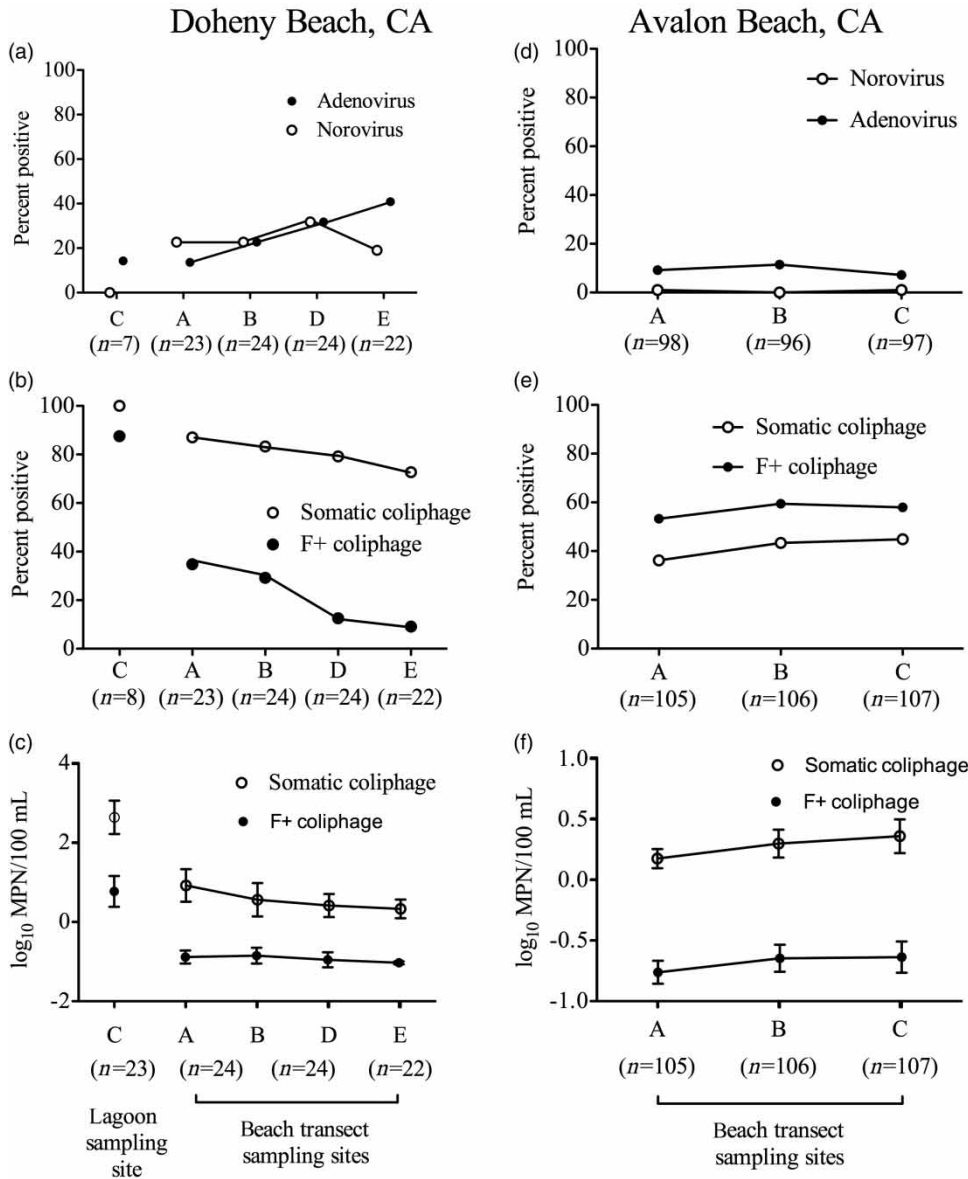 Doheny Beach, CA
Avalon Beach, CA
(a)
100
80
60
40
20
0
Percent positive
Adenovirus
Norovirus
C
A
B
D
E
(n=7)
(n=23)
(n=24)
(n=24)
(n=22)
(d)
100
80
60
40
20
0
Percent positive
Norovirus
Adenovirus
A
B
C
(n=98)
(n=96)
(n=97)
(b)
100
80
60
40
20
0
Percent positive
Somatic coliphage
F+ coliphage
C
A
B
D
E
(n=8)
(n=23)
(n=24)
(n=24)
(n=22)
(e)
100
80
60
40
20
0
Percent positive
Somatic coliphage
F+ coliphage
A
B
C
(n=105)
(n=106)
(n=107)
(c)
4
2
0
-2
log10 MPN/100 mL
Somatic coliphage
F+ coliphage
C
A
B
D
E
(n=23)
(n=24)
(n=24)
(n=22)
Lagoon
sampling
site
Beach transect
sampling sites
(f)
1.0
0.5
0.0
-0.5
-1.0
log10 MPN/100 mL
Somatic coliphage
F+ coliphage
A
B
C
(n=105)
(n=106)
(n=107)
Beach transect
sampling sites